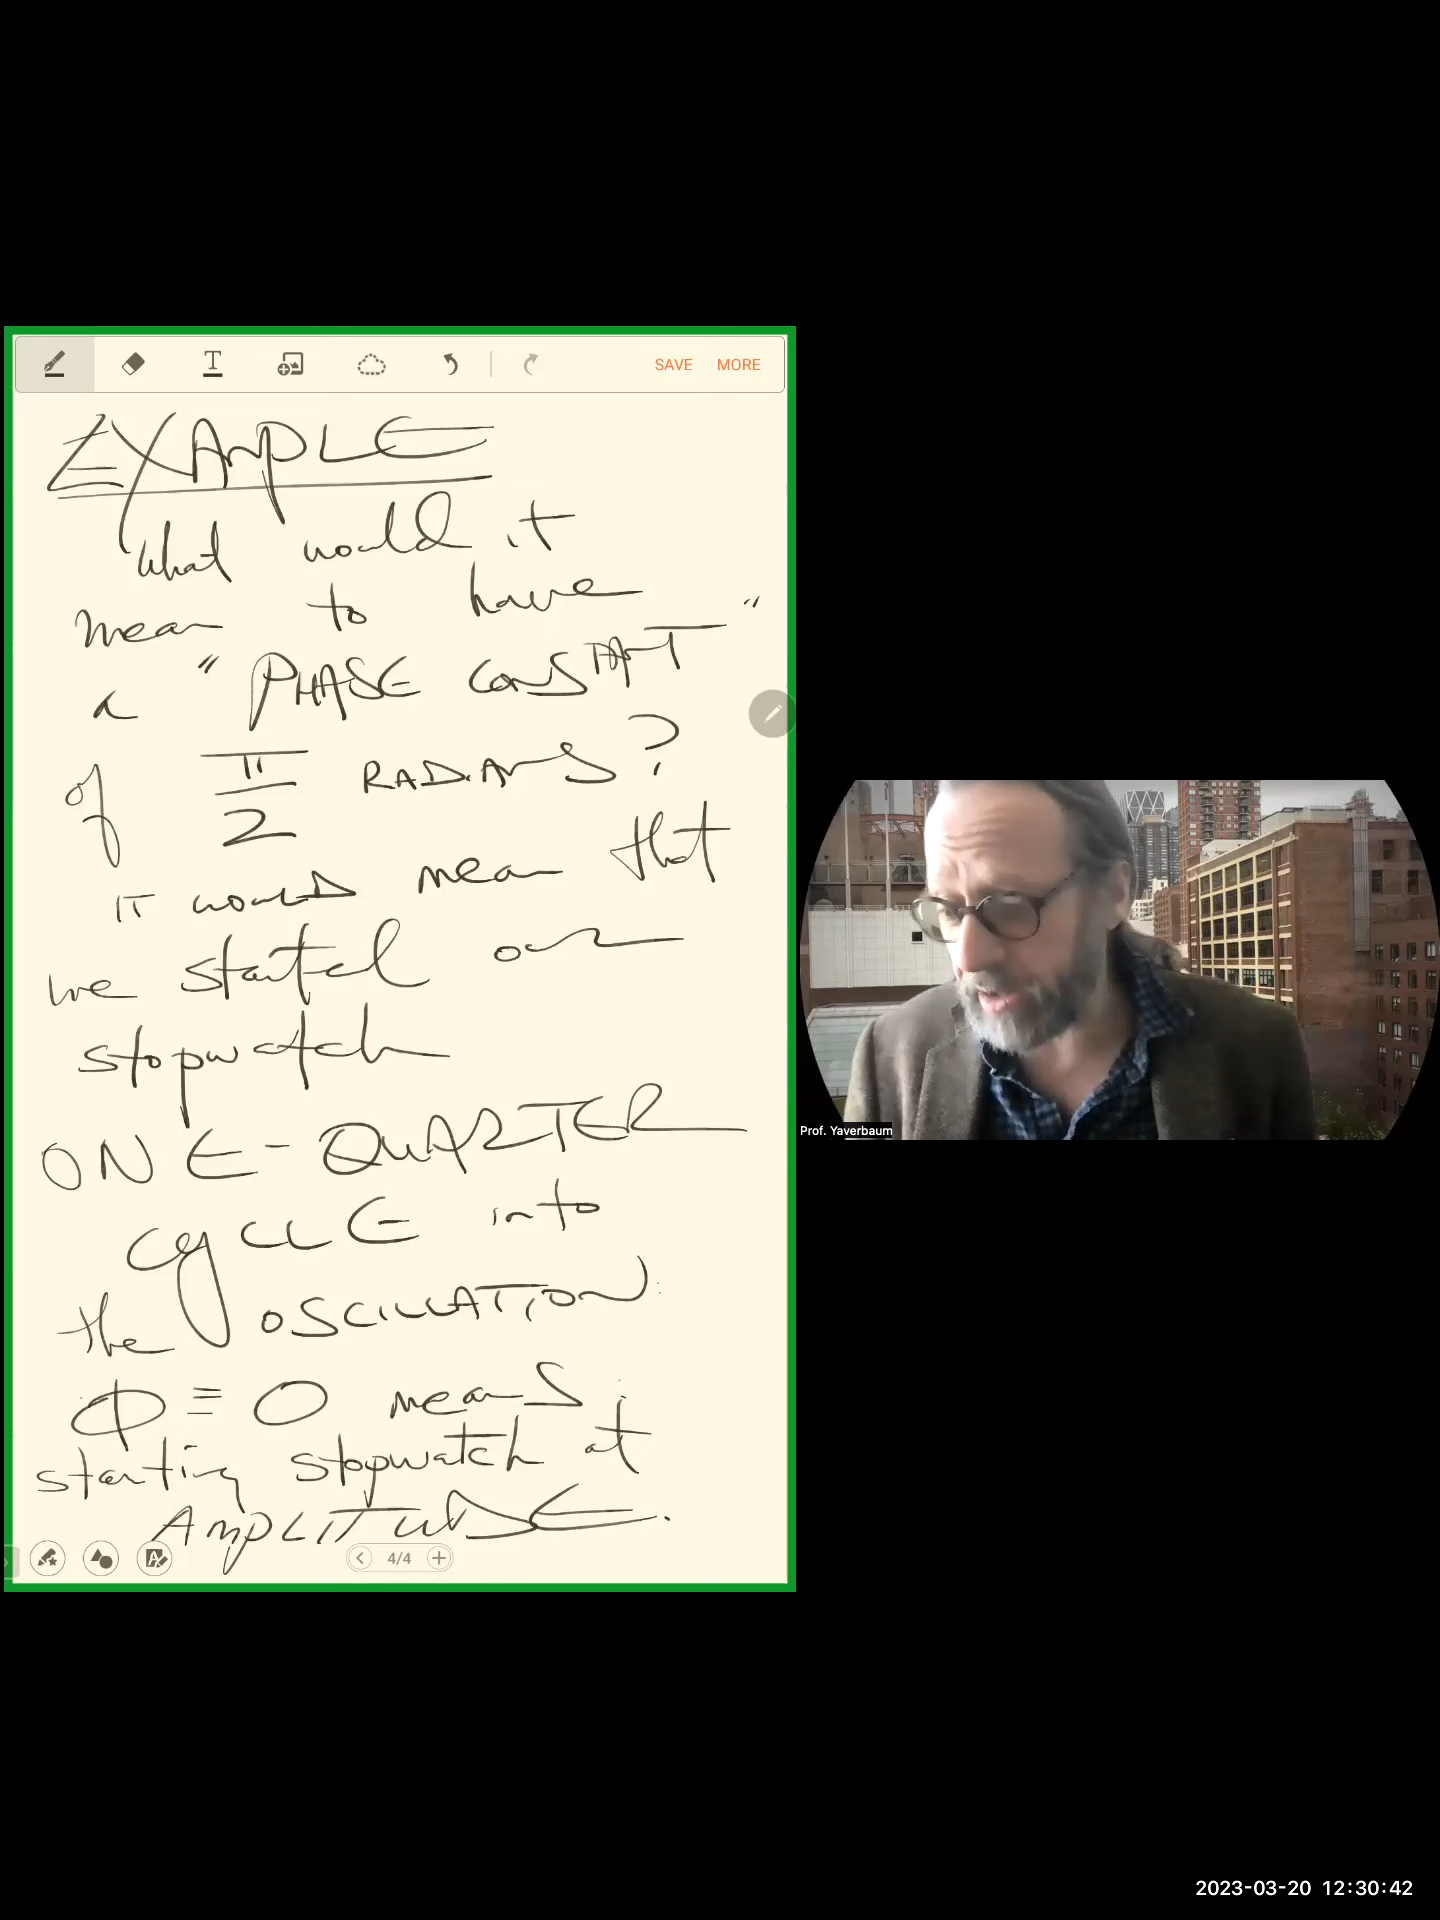 T
SAVE
MORE
EXAMPLE
What would it
mean to have
a "PHASE CONSTANT"
of π/2 RADIANS?
IT WOULD mean that
we started our
stopwatch
ONE-QUARTER
CYCLE into
the OSCILLATION.
Φ ≡ 0 means
starting stopwatch at
AMPLITUDE.
4/4
Prof. Yaverbaum
2023-03-20 12:30:42